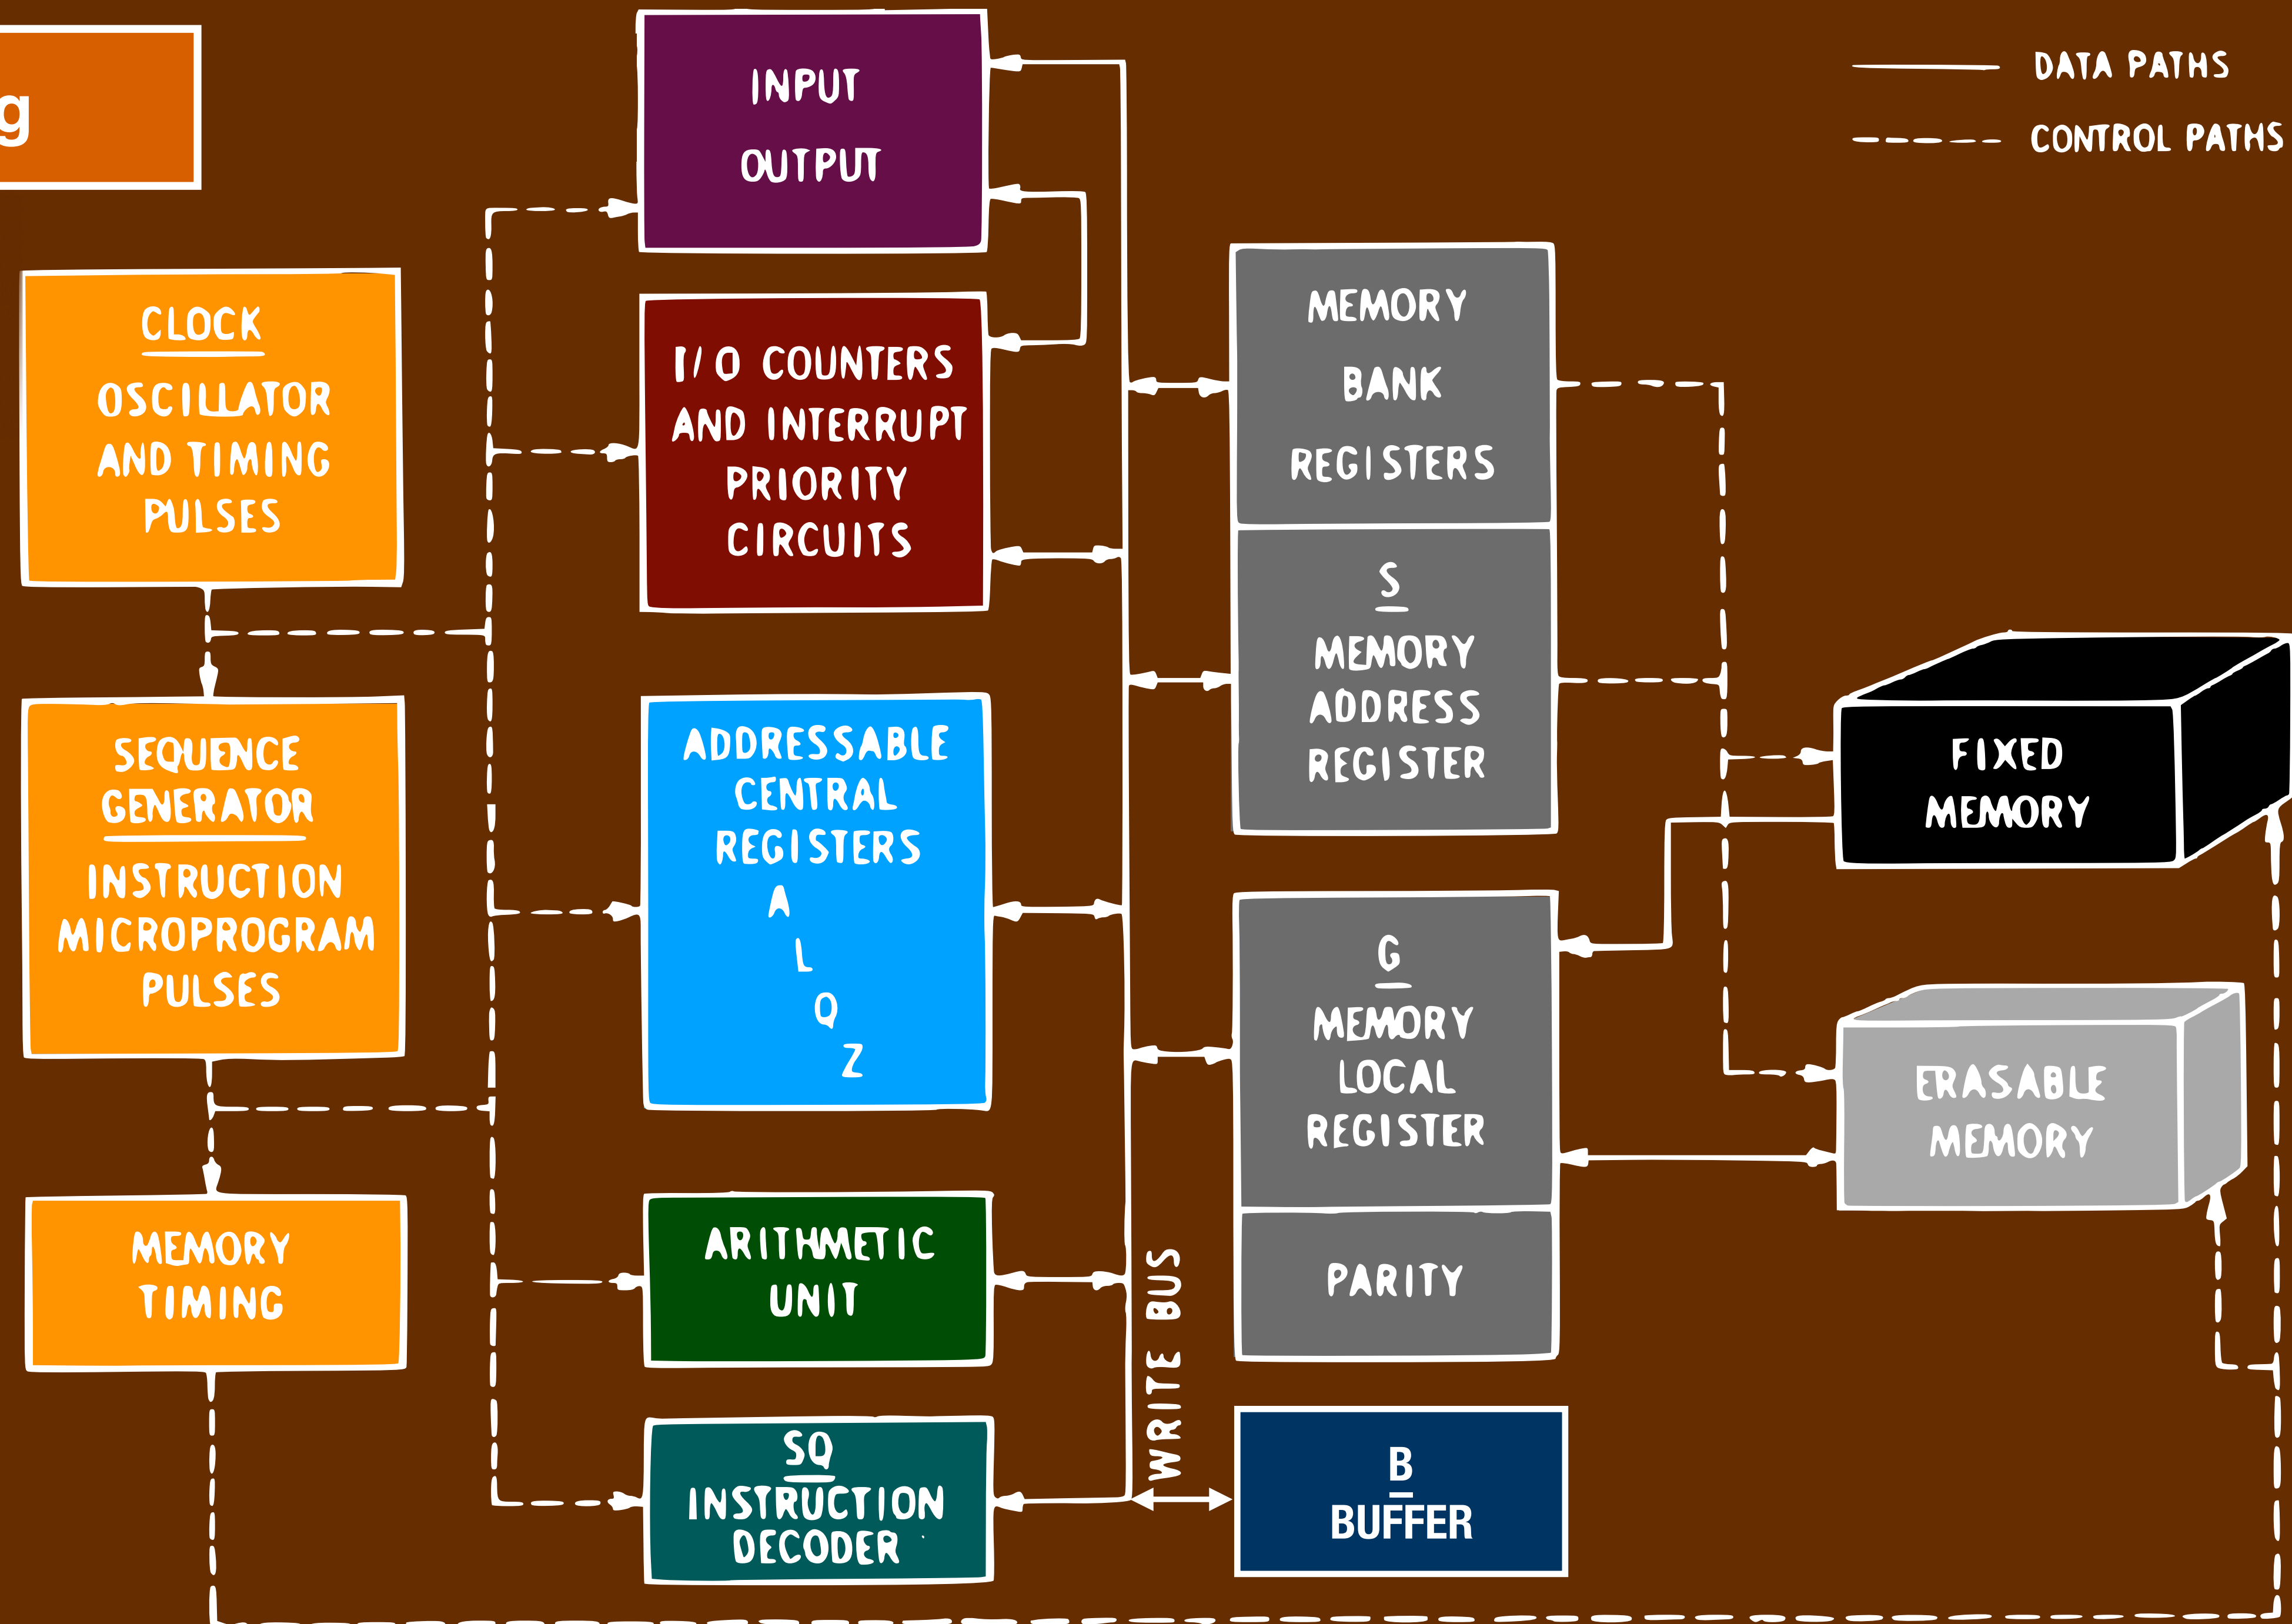 g
DATA PATHS
CONTROL PATHS
INPUT
OUTPUT
CLOCK
OSCILLATOR
AND TIMING
PULSES
I/O COUNTERS
AND INTERRUPT
PRIORITY
CIRCUITS
MEMORY
BANK
REGISTERS
S
MEMORY
ADDRESS
REGISTER
SEQUENCE
GENERATOR
INSTRUCTION
MICROPROGRAM
PULSES
ADDRESSABLE
CENTRAL
REGISTERS
A
L
Q
Z
FIXED
MEMORY
G
MEMORY
LOCAL
REGISTER
PARITY
ERASABLE
MEMORY
MEMORY
TIMING
ARITHMETIC
UNIT
WRITE BUS
SQ
INSTRUCTION
DECODER
B
BUFFER